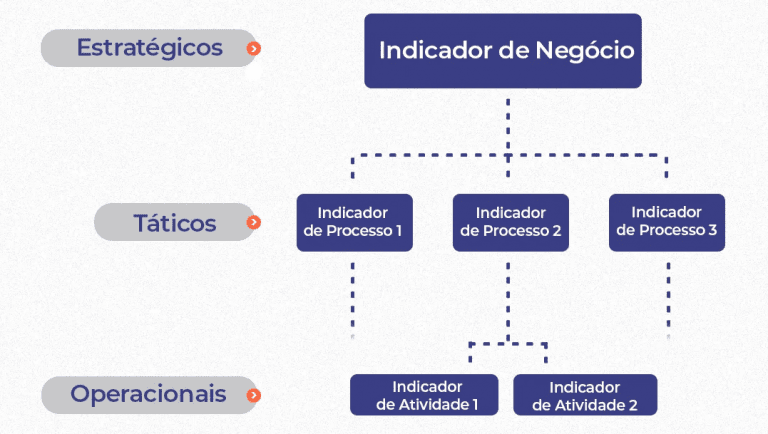 Estratégicos
Indicador de Negócio
Táticos
Indicador
de Processo 1
Indicador
de Processo 2
Indicador
de Processo 3
Operacionais
Indicador
de Atividade 1
Indicador
de Atividade 2